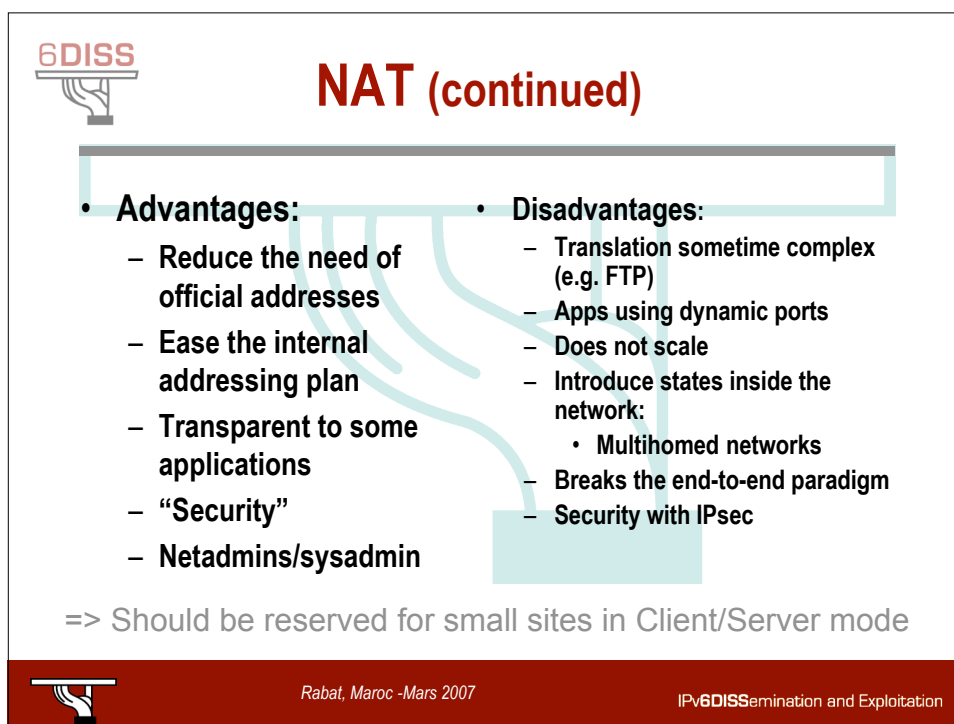 6DISS
NAT (continued)
• Advantages:
– Reduce the need of
official addresses
– Ease the internal
addressing plan
– Transparent to some
applications
– “Security”
– Netadmins/sysadmin
• Disadvantages:
– Translation sometime complex
(e.g. FTP)
– Apps using dynamic ports
– Does not scale
– Introduce states inside the
network:
• Multihomed networks
– Breaks the end-to-end paradigm
– Security with IPsec
=> Should be reserved for small sites in Client/Server mode
Rabat, Maroc -Mars 2007
IPv6DISSemination and Exploitation